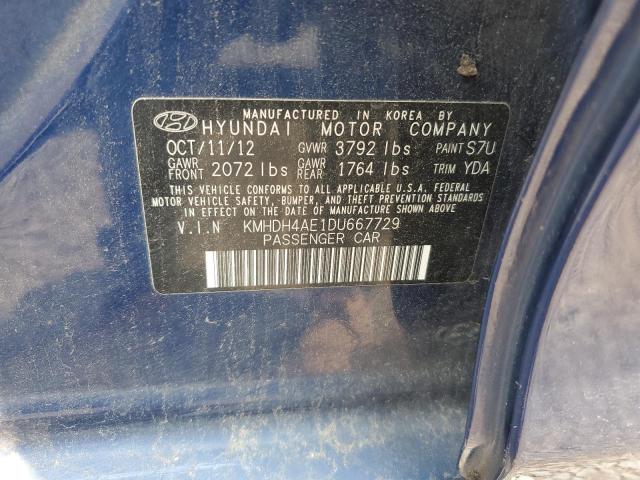 MANUFACTURED IN KOREA BY
HYUNDAI MOTOR COMPANY
OCT/11/12 GVWR 3792 lbs PAINT S7U
GAWR FRONT 2072 lbs GAWR REAR 1764 lbs TRIM YDA
THIS VEHICLE CONFORMS TO ALL APPLICABLE U.S.A. FEDERAL
MOTOR VEHICLE SAFETY, BUMPER, AND THEFT PREVENTION STANDARDS
IN EFFECT ON THE DATE OF MANUFACTURE SHOWN ABOVE.
V.I.N KMHDH4AE1DU667729
PASSENGER CAR